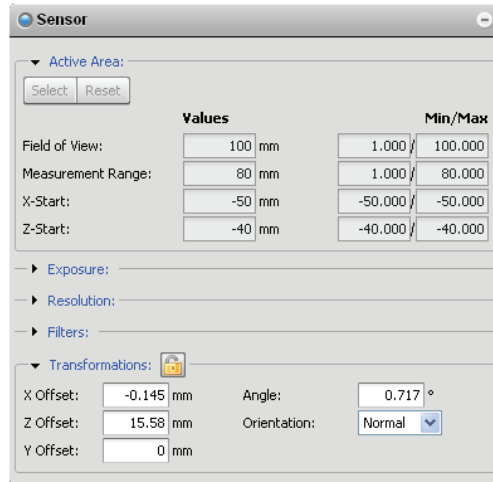 Sensor
Active Area:
Select Reset
Values Min/Max
Field of View: 100 mm 1.000 / 100.000
Measurement Range: 80 mm 1.000 / 80.000
X-Start: -50 mm -50.000 / -50.000
Z-Start: -40 mm -40.000 / -40.000
Exposure:
Resolution:
Filters:
Transformations:
X Offset: -0.145 mm Angle: 0.717 °
Z Offset: 15.58 mm Orientation: Normal
Y Offset: 0 mm